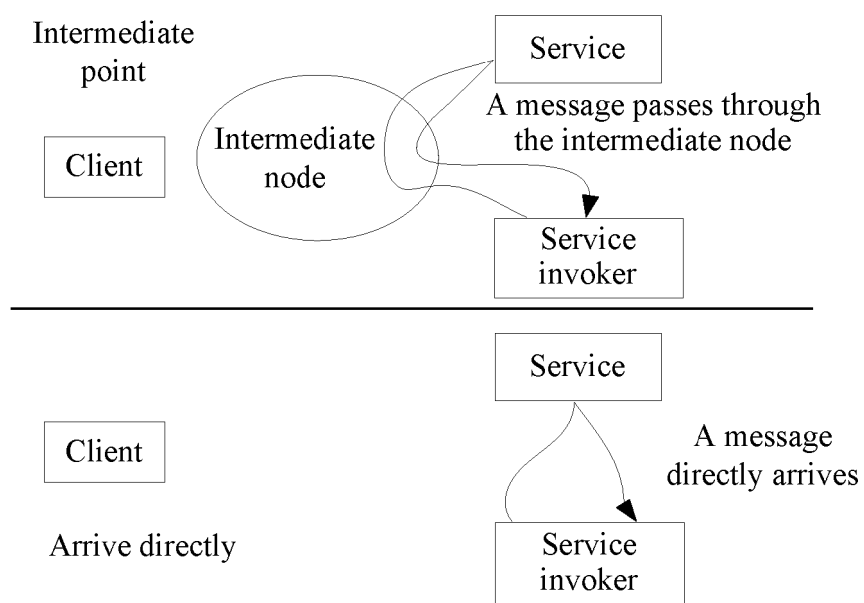 Intermediate
point
Service
A message passes through
the intermediate node
Intermediate
node
Client
Service
invoker
Service
Client
A message
directly arrives
Arrive directly
Service
invoker